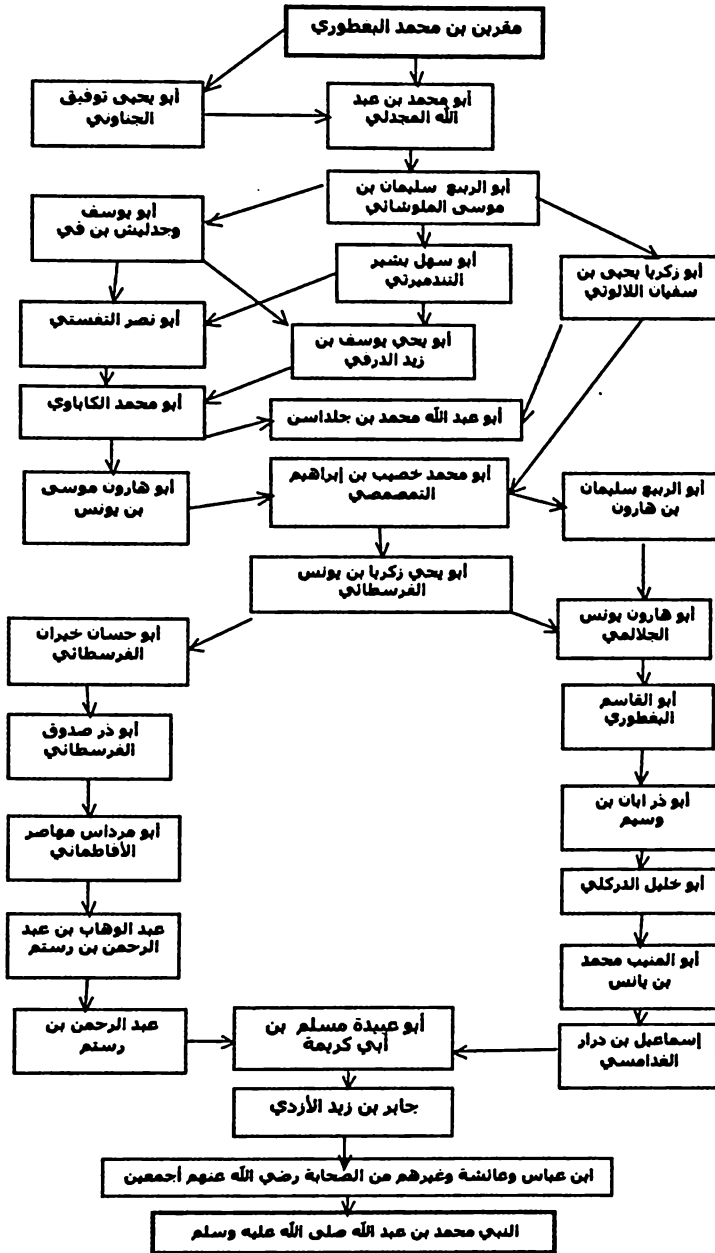 مقرين بن محمد البغطوري
أبو يحيى توفيق
الجناوني
أبو محمد بن عبد
الله المجدلي
أبو الربيع سليمان بن
موسى الملوشائي
أبو يوسف
وجدليش بن في
أبو سهل بشير
التندميرتي
أبو زكريا يحيى بن
سفيان اللالوتي
أبو نصر التفستي
أبو يحي يوسف بن
زيد الدرفي
أبو محمد الكاباوي
أبو عبد الله محمد بن جلداسن
أبو محمد خصيب بن إبراهيم
التمصمصي
أبو هارون موسى
بن يونس
أبو الربيع سليمان
بن هارون
أبو يحي زكريا بن يونس
الفرسطائي
أبو هارون يونس
الجلالمي
أبو حسان خيران
الفرسطائي
أبو القاسم
البغطوري
أبو ذر صدوق
الفرسطائي
أبو ذر ابان بن
وسيم
أبو مرداس مهاصر
الأفاطماني
أبو خليل الدركلي
عبد الوهاب بن عبد
الرحمن بن رستم
أبو المنيب محمد
بن يانس
عبد الرحمن بن
رستم
أبو عبيدة مسلم بن
أبي كريمة
إسماعيل بن درار
الغدامسي
جابر بن زيد الأزدي
ابن عباس وعائشة وغيرهم من الصحابة رضي الله عنهم أجمعين
النبي محمد بن عبد الله صلى الله عليه وسلم